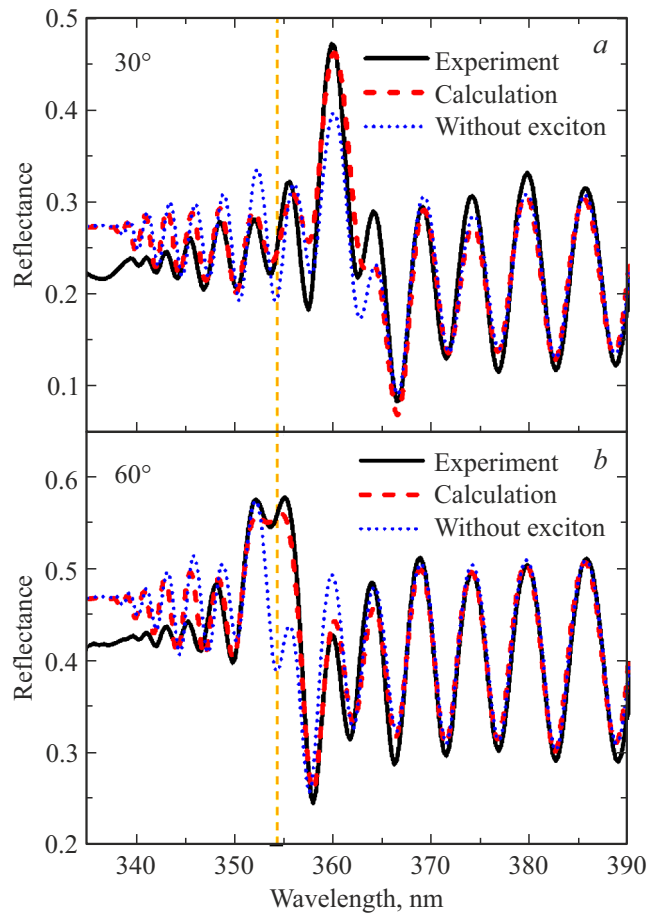 30°
a
Experiment
Calculation
Without exciton
0.5
0.4
0.3
0.2
0.1
Reflectance
60°
b
Experiment
Calculation
Without exciton
0.6
0.5
0.4
0.3
0.2
Reflectance
340 350 360 370 380 390
Wavelength, nm